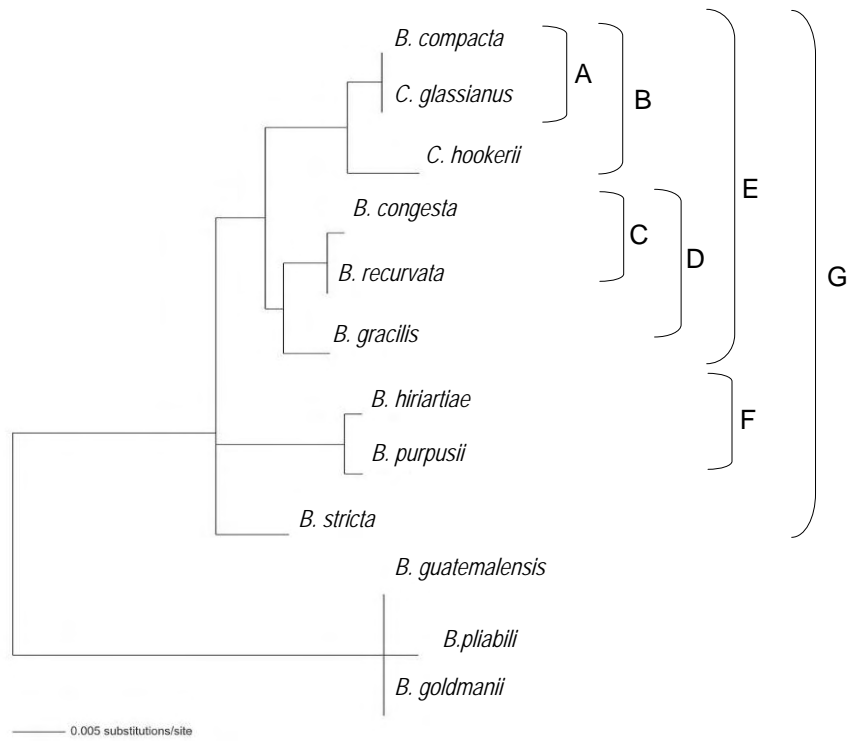 B. compacta
A
C. glassianus
B
C. hookerii
E
B. congesta
C
D
B. recurvata
G
B. gracilis
B. hiriartiae
F
B. purpusii
B. stricta
B. guatemalensis
B.pliabili
B. goldmanii
0.005 substitutions/site